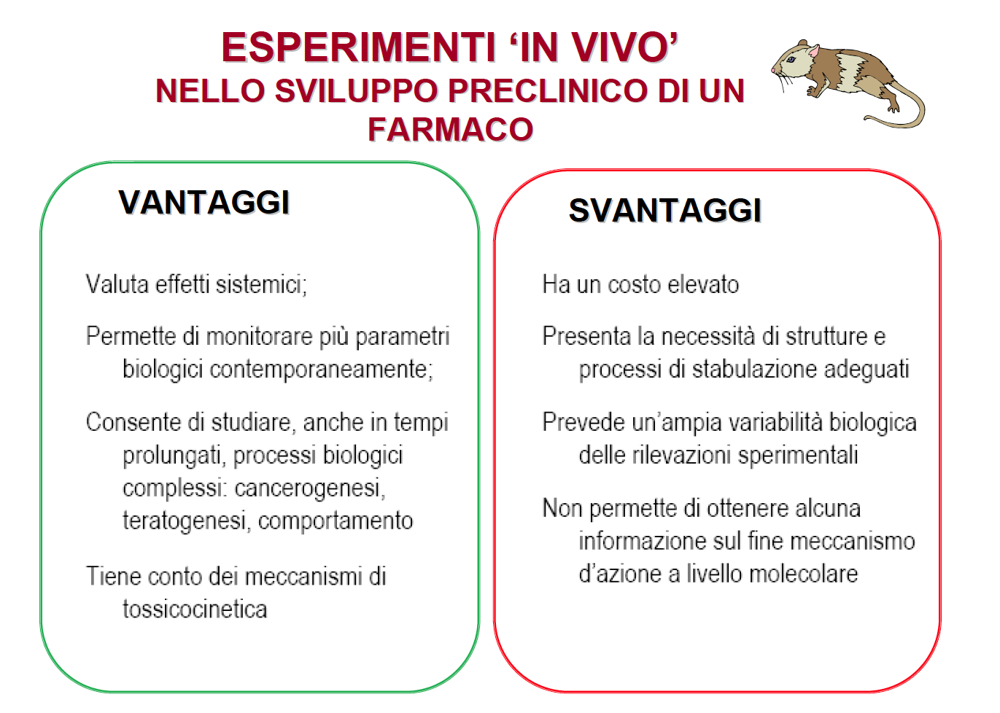 ESPERIMENTI ‘IN VIVO’
NELLO SVILUPPO PRECLINICO DI UN
FARMACO
VANTAGGI
Valuta effetti sistemici;
Permette di monitorare più parametri
biologici contemporaneamente;
Consente di studiare, anche in tempi
prolungati, processi biologici
complessi: cancerogenesi,
teratogenesi, comportamento
Tiene conto dei meccanismi di
tossicocinetica
SVANTAGGI
Ha un costo elevato
Presenta la necessità di strutture e
processi di stabulazione adeguati
Prevede un’ampia variabilità biologica
delle rilevazioni sperimentali
Non permette di ottenere alcuna
informazione sul fine meccanismo
d’azione a livello molecolare